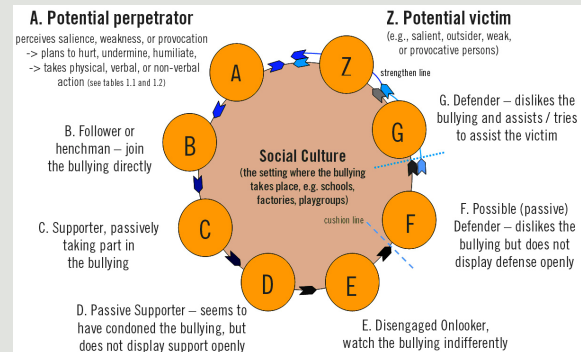 A. Potential perpetrator
perceives salience, weakness, or provocation
-> plans to hurt, undermine, humiliate,
-> takes physical, verbal, or non-verbal
action (see tables 1.1 and 1.2)
Z. Potential victim
(e.g., salient, outsider, weak,
or provocative persons)
strengthen line
A
Z
B
G
C
F
D
E
G. Defender – dislikes the
bullying and assists / tries
to assist the victim
B. Follower or
henchman – join
the bullying directly
Social Culture
(the setting where the bullying
takes place, e.g. schools,
factories, playgroups)
cushion line
C. Supporter, passively
taking part in
the bullying
F. Possible (passive)
Defender – dislikes the
bullying but does not
display defense openly
D. Passive Supporter – seems to
have condoned the bullying, but
does not display support openly
E. Disengaged Onlooker,
watch the bullying indifferently